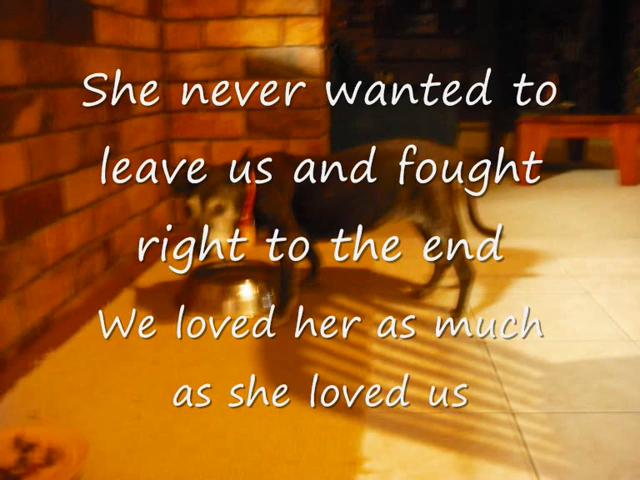 She never wanted to
leave us and fought
right to the end
We loved her as much
as she loved us